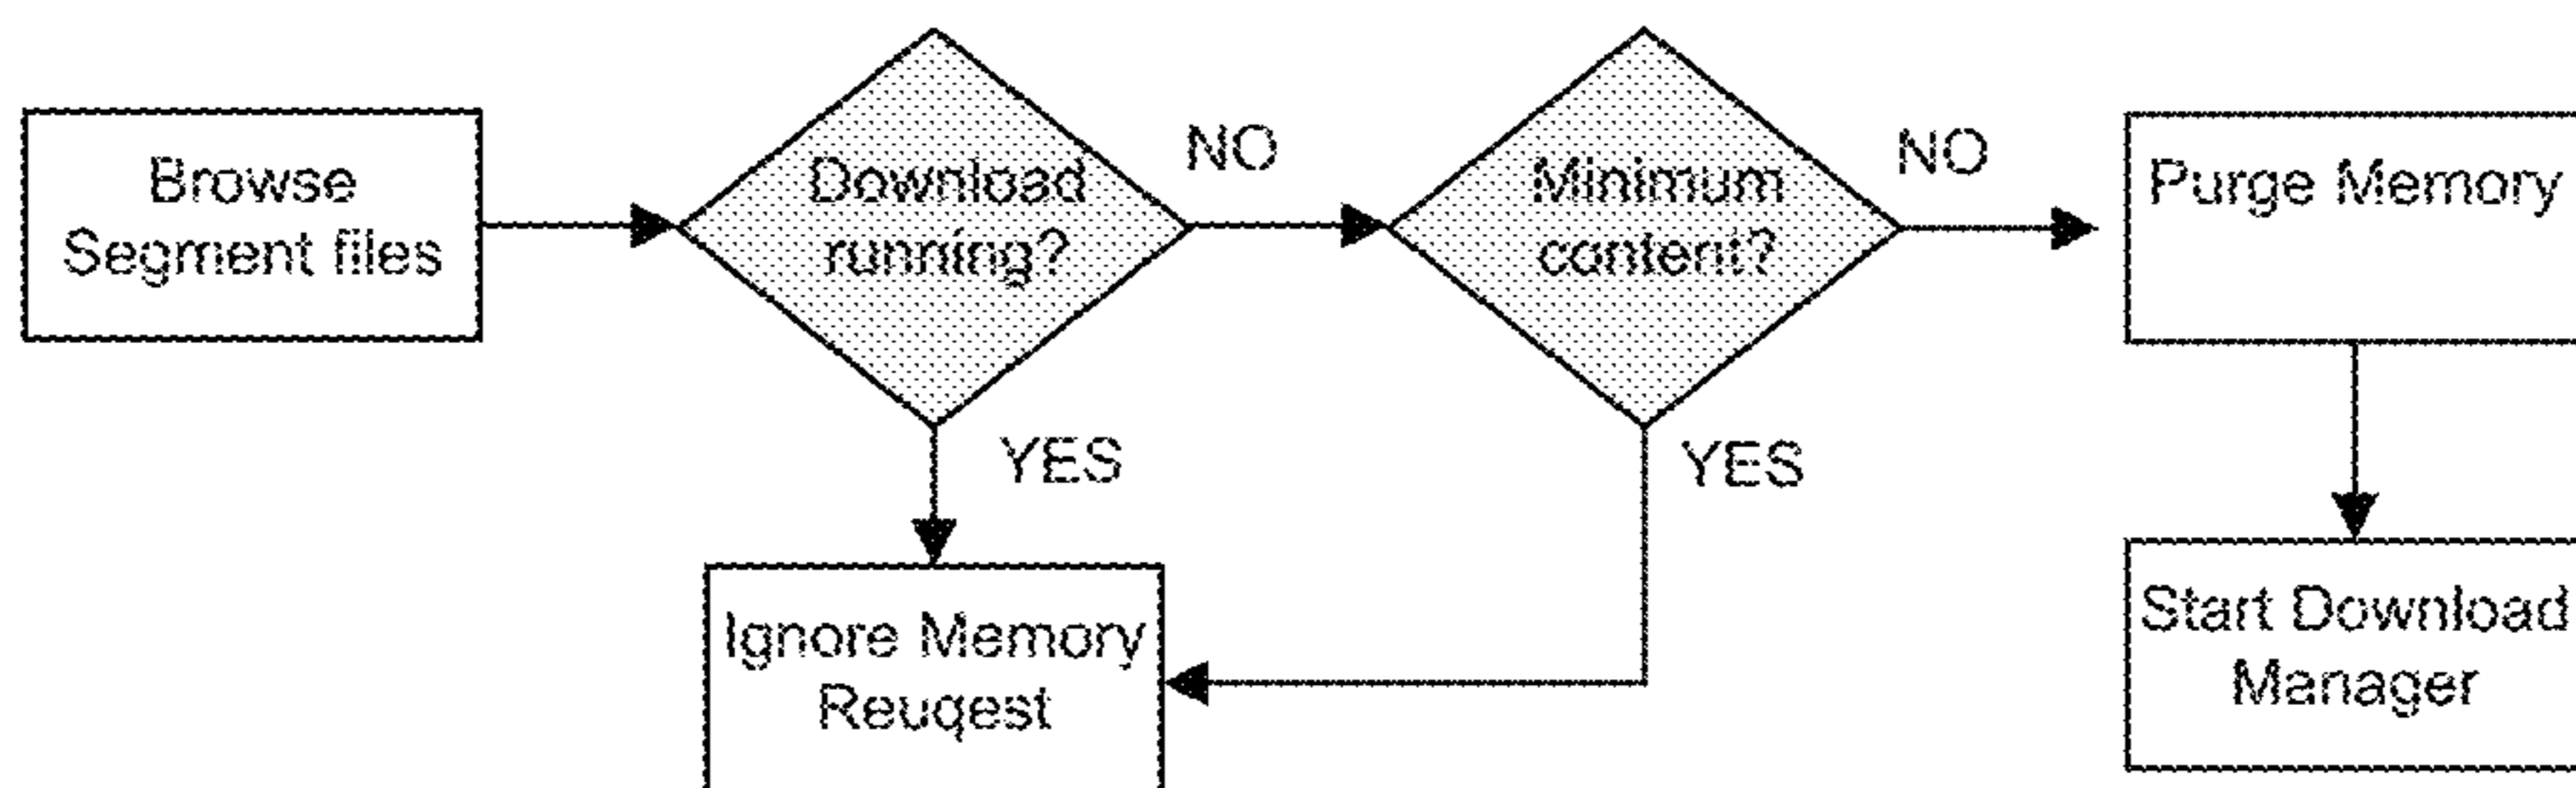 Browse
Segment files
Download
running?
NO
Minimum
content?
NO
Purge Memory
YES
YES
Ignore Memory
Reuqest
Start Download
Manager